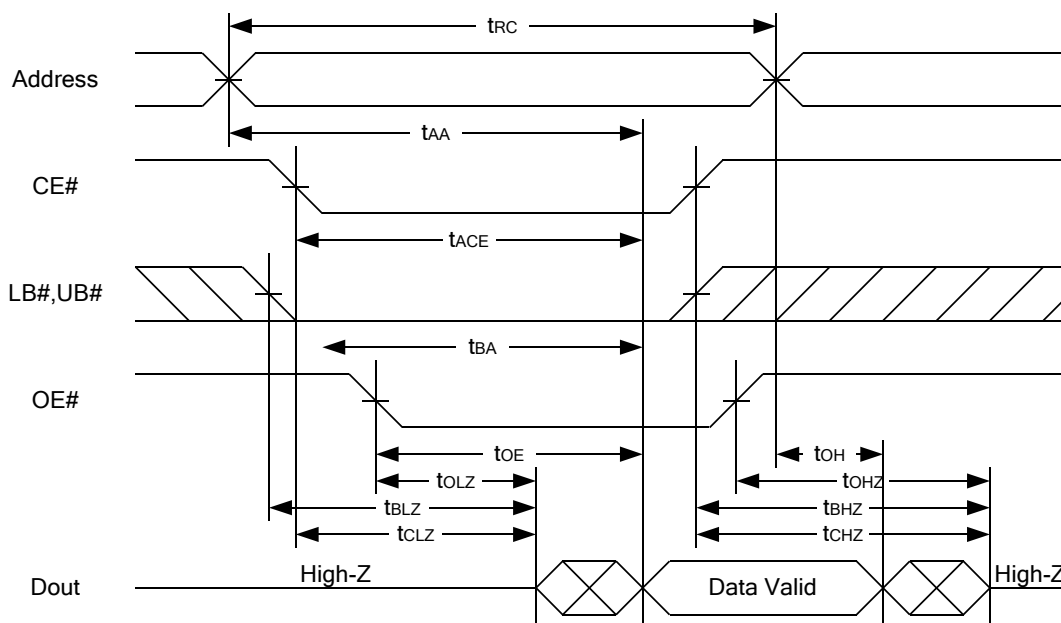 tRC
Address
tAA
CE#
tACE
LB#,UB#
tBA
OE#
tOE
tOH
tOLZ
tOHZ
tBLZ
tBHZ
tCLZ
tCHZ
Dout
High-Z
Data Valid
High-Z